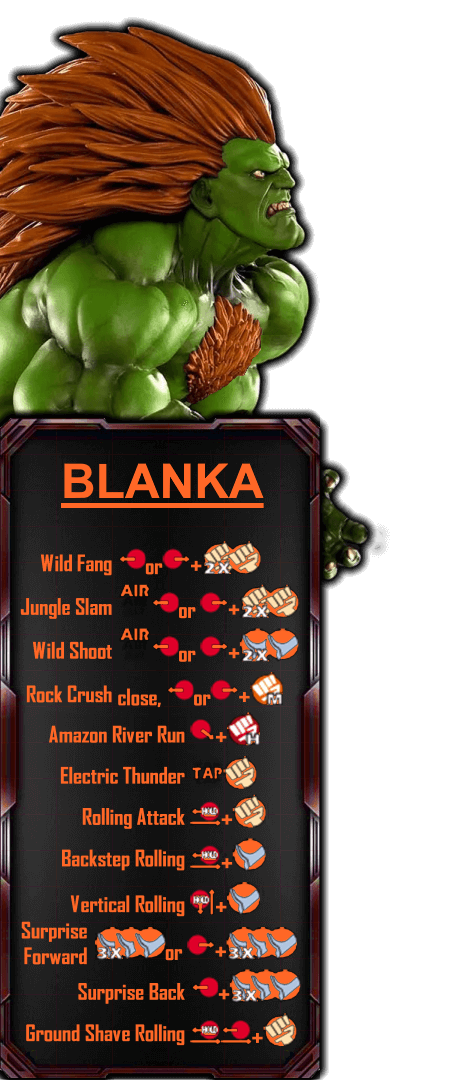 BLANKA
Wild Fang or + 2X
AIR
Jungle Slam or + 2X
AIR
Wild Shoot or + 2X
Rock Crush close, or + M
Amazon River Run + H
Electric Thunder TAP
Rolling Attack HOLD +
Backstep Rolling HOLD +
Vertical Rolling HOLD +
Surprise
Forward 3X or + 3X
Surprise Back + 3X
Ground Shave Rolling HOLD +